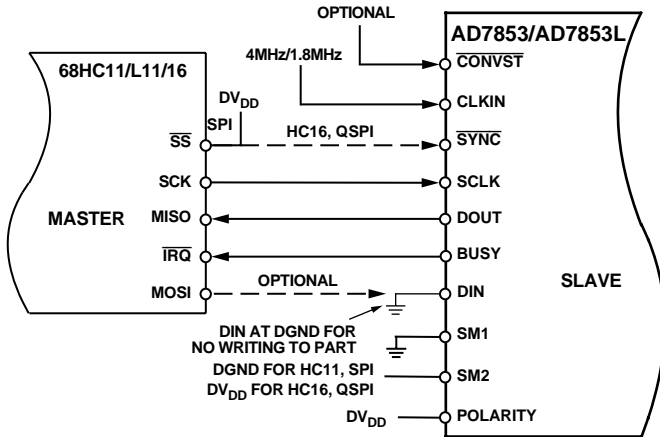 OPTIONAL
AD7853/AD7853L
68HC11/L11/16
4MHz/1.8MHz
CONVST
DVDD
CLKIN
SPI
HC16, QSPI
SS
SYNC
SCK
SCLK
MASTER
MISO
DOUT
IRQ
BUSY
OPTIONAL
SLAVE
MOSI
DIN
DIN AT DGND FOR
NO WRITING TO PART
SM1
DGND FOR HC11, SPI
DVDD FOR HC16, QSPI
SM2
DVDD
POLARITY